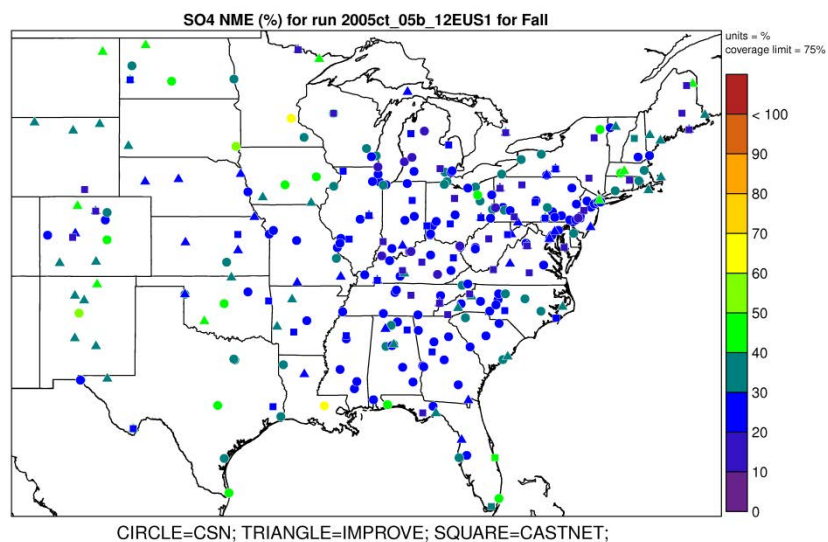 SO4 NME (%) for run 2005ct_05b_12EUS1 for Fall
units = %
coverage limit = 75%
< 100
90
80
70
60
50
40
30
20
10
0
CIRCLE=CSN; TRIANGLE=IMPROVE; SQUARE=CASTNET;